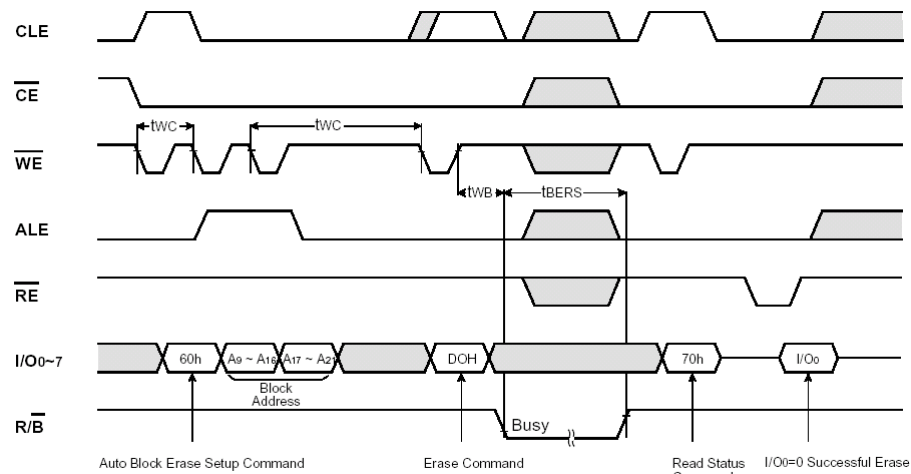 CLE
CE
tWC
tWC
WE
tWB
tBERS
ALE
RE
I/O0~7
60h
A9 ~ A16
A17 ~ A21
DOH
70h
I/O0
Block
Address
R/B
Busy
Auto Block Erase Setup Command
Erase Command
Read Status
I/O0=0 Successful Erase